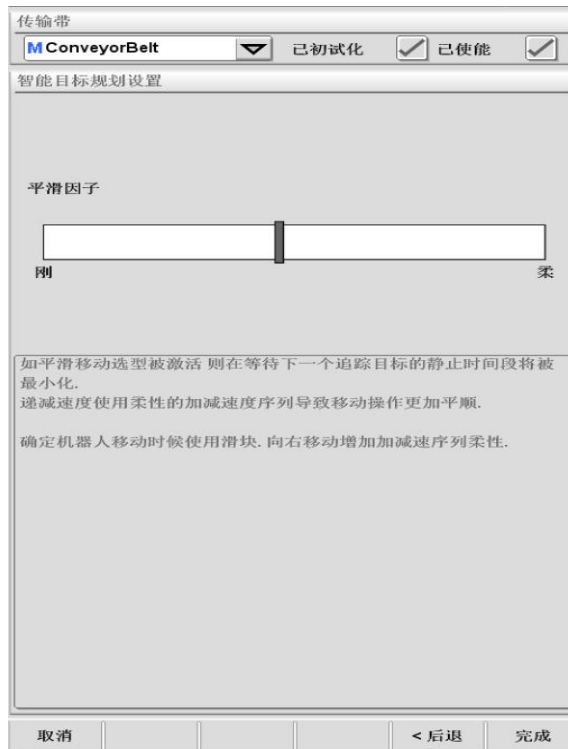 传输带
M ConveyorBelt 已初试化 已使能
智能目标规划设置
平滑因子
刚 柔
如平滑移动选型被激活 则在等待下一个追踪目标的静止时间段将被
最小化.
递减速度使用柔性的加减速度序列导致移动操作更加平顺.
确定机器人移动时候使用滑块. 向右移动增加加减速序列柔性.
取消 < 后退 完成